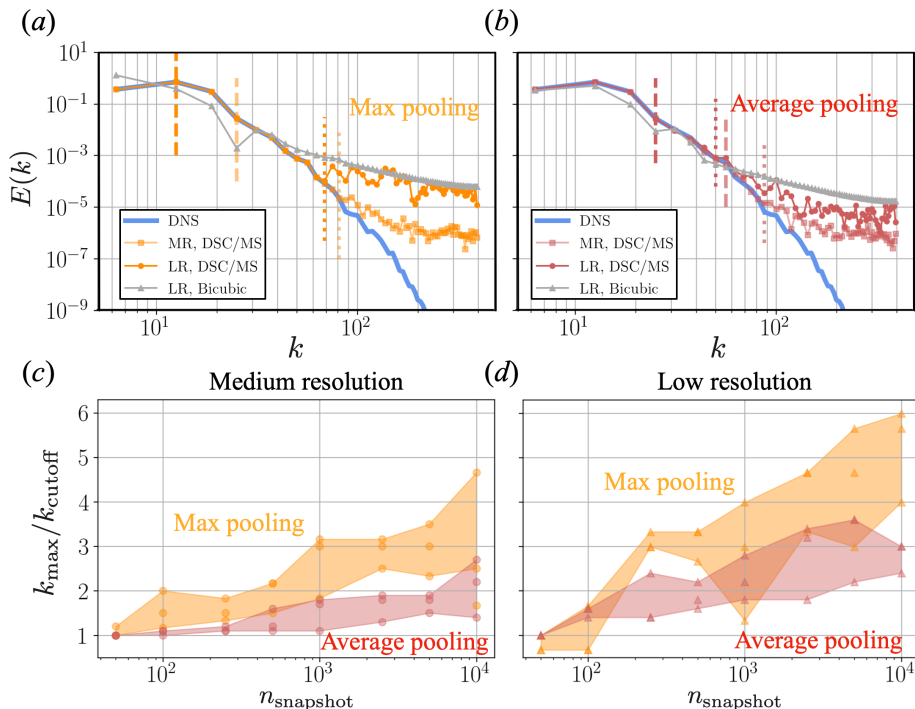 (a)
(b)
10^1
10^{-1}
10^{-3}
10^{-5}
10^{-7}
10^{-9}
E(k)
Max pooling
Average pooling
DNS
MR, DSC/MS
LR, DSC/MS
LR, Bicubic
DNS
MR, DSC/MS
LR, DSC/MS
LR, Bicubic
10^1
10^2
10^1
10^2
k
k
(c)
Medium resolution
(d)
Low resolution
6
5
4
3
2
1
k_max/k_cutoff
Max pooling
Average pooling
Max pooling
Average pooling
10^2
10^3
10^4
10^2
10^3
10^4
n_snapshot
n_snapshot